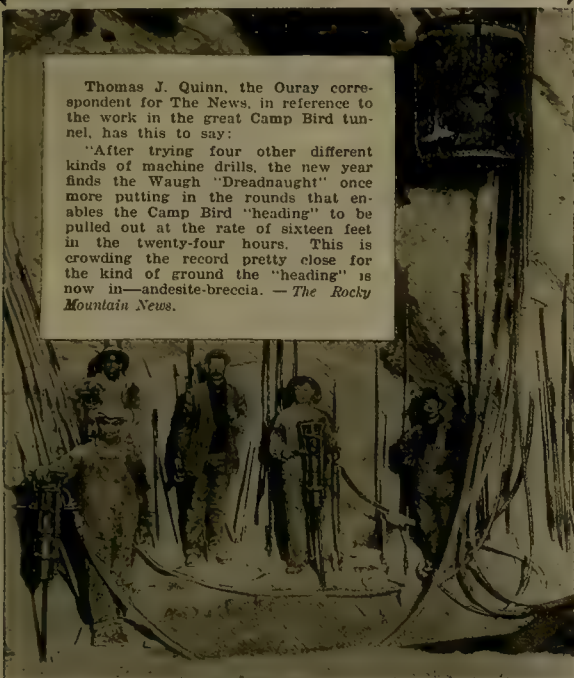 Thomas J. Quinn, the Ouray corre-
spondent for The News, in reference to
the work in the great Camp Bird tun-
nel, has this to say:
"After trying four other different
kinds of machine drills, the new year
finds the Waugh "Dreadnaught" once
more putting in the rounds that en-
ables the Camp Bird "heading" to be
pulled out at the rate of sixteen feet
in the twenty-four hours. This is
crowding the record pretty close for
the kind of ground the "heading" is
now in—andesite-breccia. — The Rocky
Mountain News.